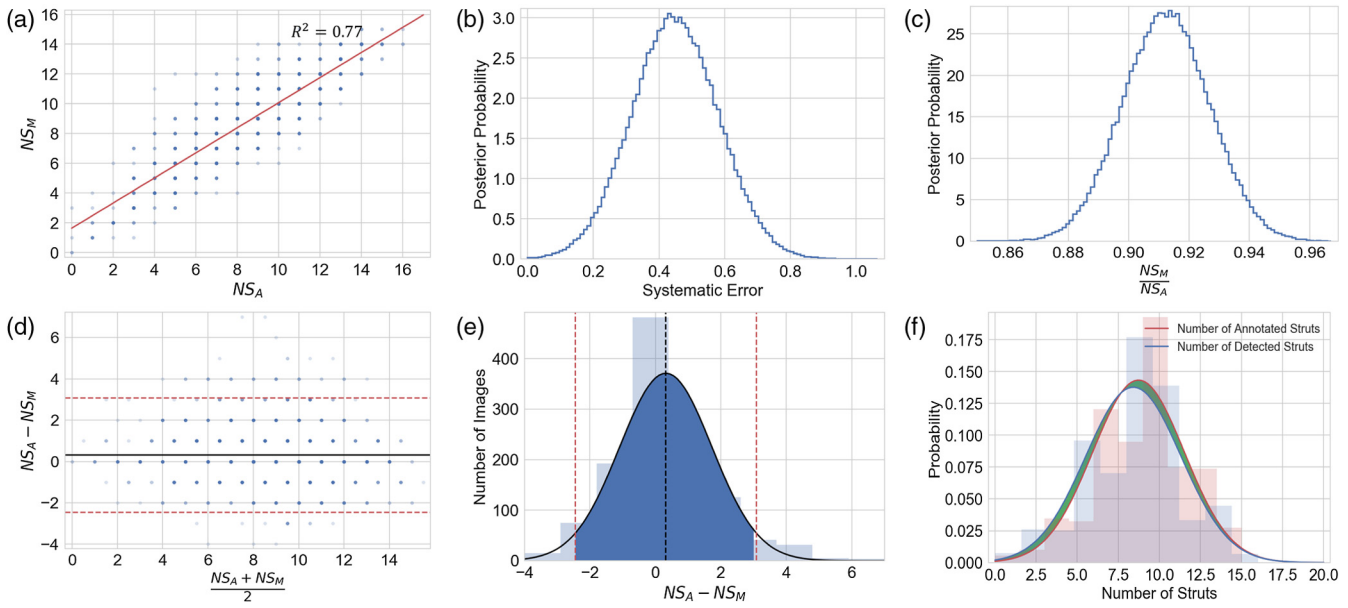 (a)
16
14
12
10
8
6
4
2
0
NS_M
R² = 0.77
0 2 4 6 8 10 12 14 16
NS_A
(b)
3.0
2.5
2.0
1.5
1.0
0.5
0.0
Posterior Probability
0.0 0.2 0.4 0.6 0.8 1.0
Systematic Error
(c)
25
20
15
10
5
0
Posterior Probability
0.86 0.88 0.90 0.92 0.94 0.96
NS_M
NS_A
(d)
6
4
2
0
−2
−4
NS_A − NS_M
0 2 4 6 8 10 12 14
NS_A + NS_M
2
(e)
400
300
200
100
0
Number of Images
−4 −2 0 2 4 6
NS_A − NS_M
(f)
Number of Annotated Struts
Number of Detected Struts
0.175
0.150
0.125
0.100
0.075
0.050
0.025
0.000
Probability
0.0 2.5 5.0 7.5 10.0 12.5 15.0 17.5 20.0
Number of Struts